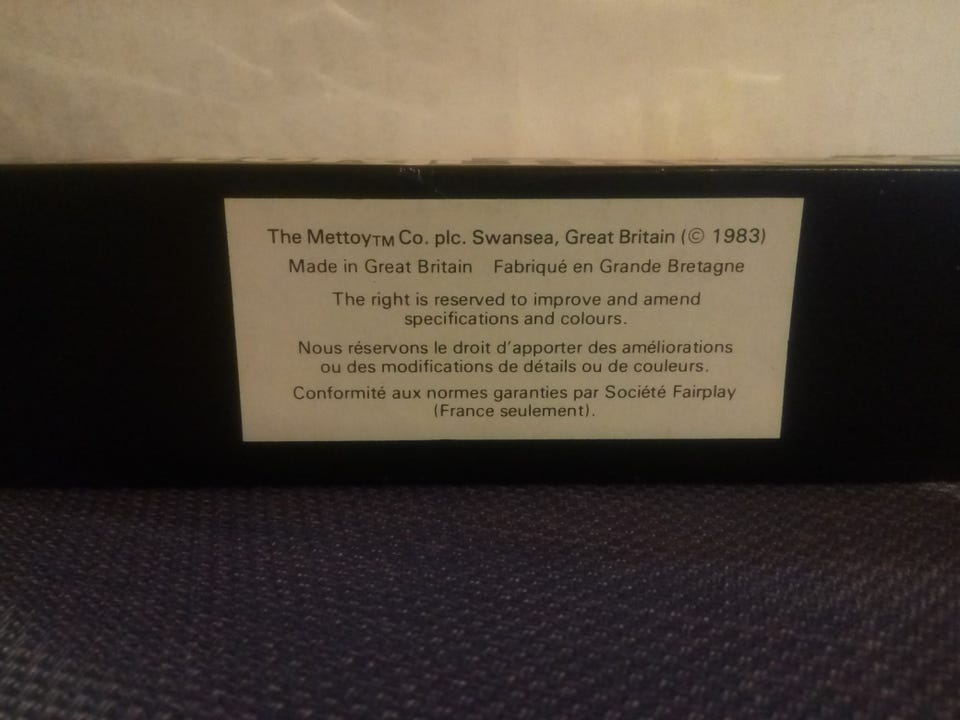 The Mettoy™ Co. plc. Swansea, Great Britain (© 1983)
Made in Great Britain Fabriqué en Grande Bretagne
The right is reserved to improve and amend
specifications and colours.
Nous réservons le droit d'apporter des améliorations
ou des modifications de détails ou de couleurs.
Conformité aux normes garanties par Société Fairplay
(France seulement).